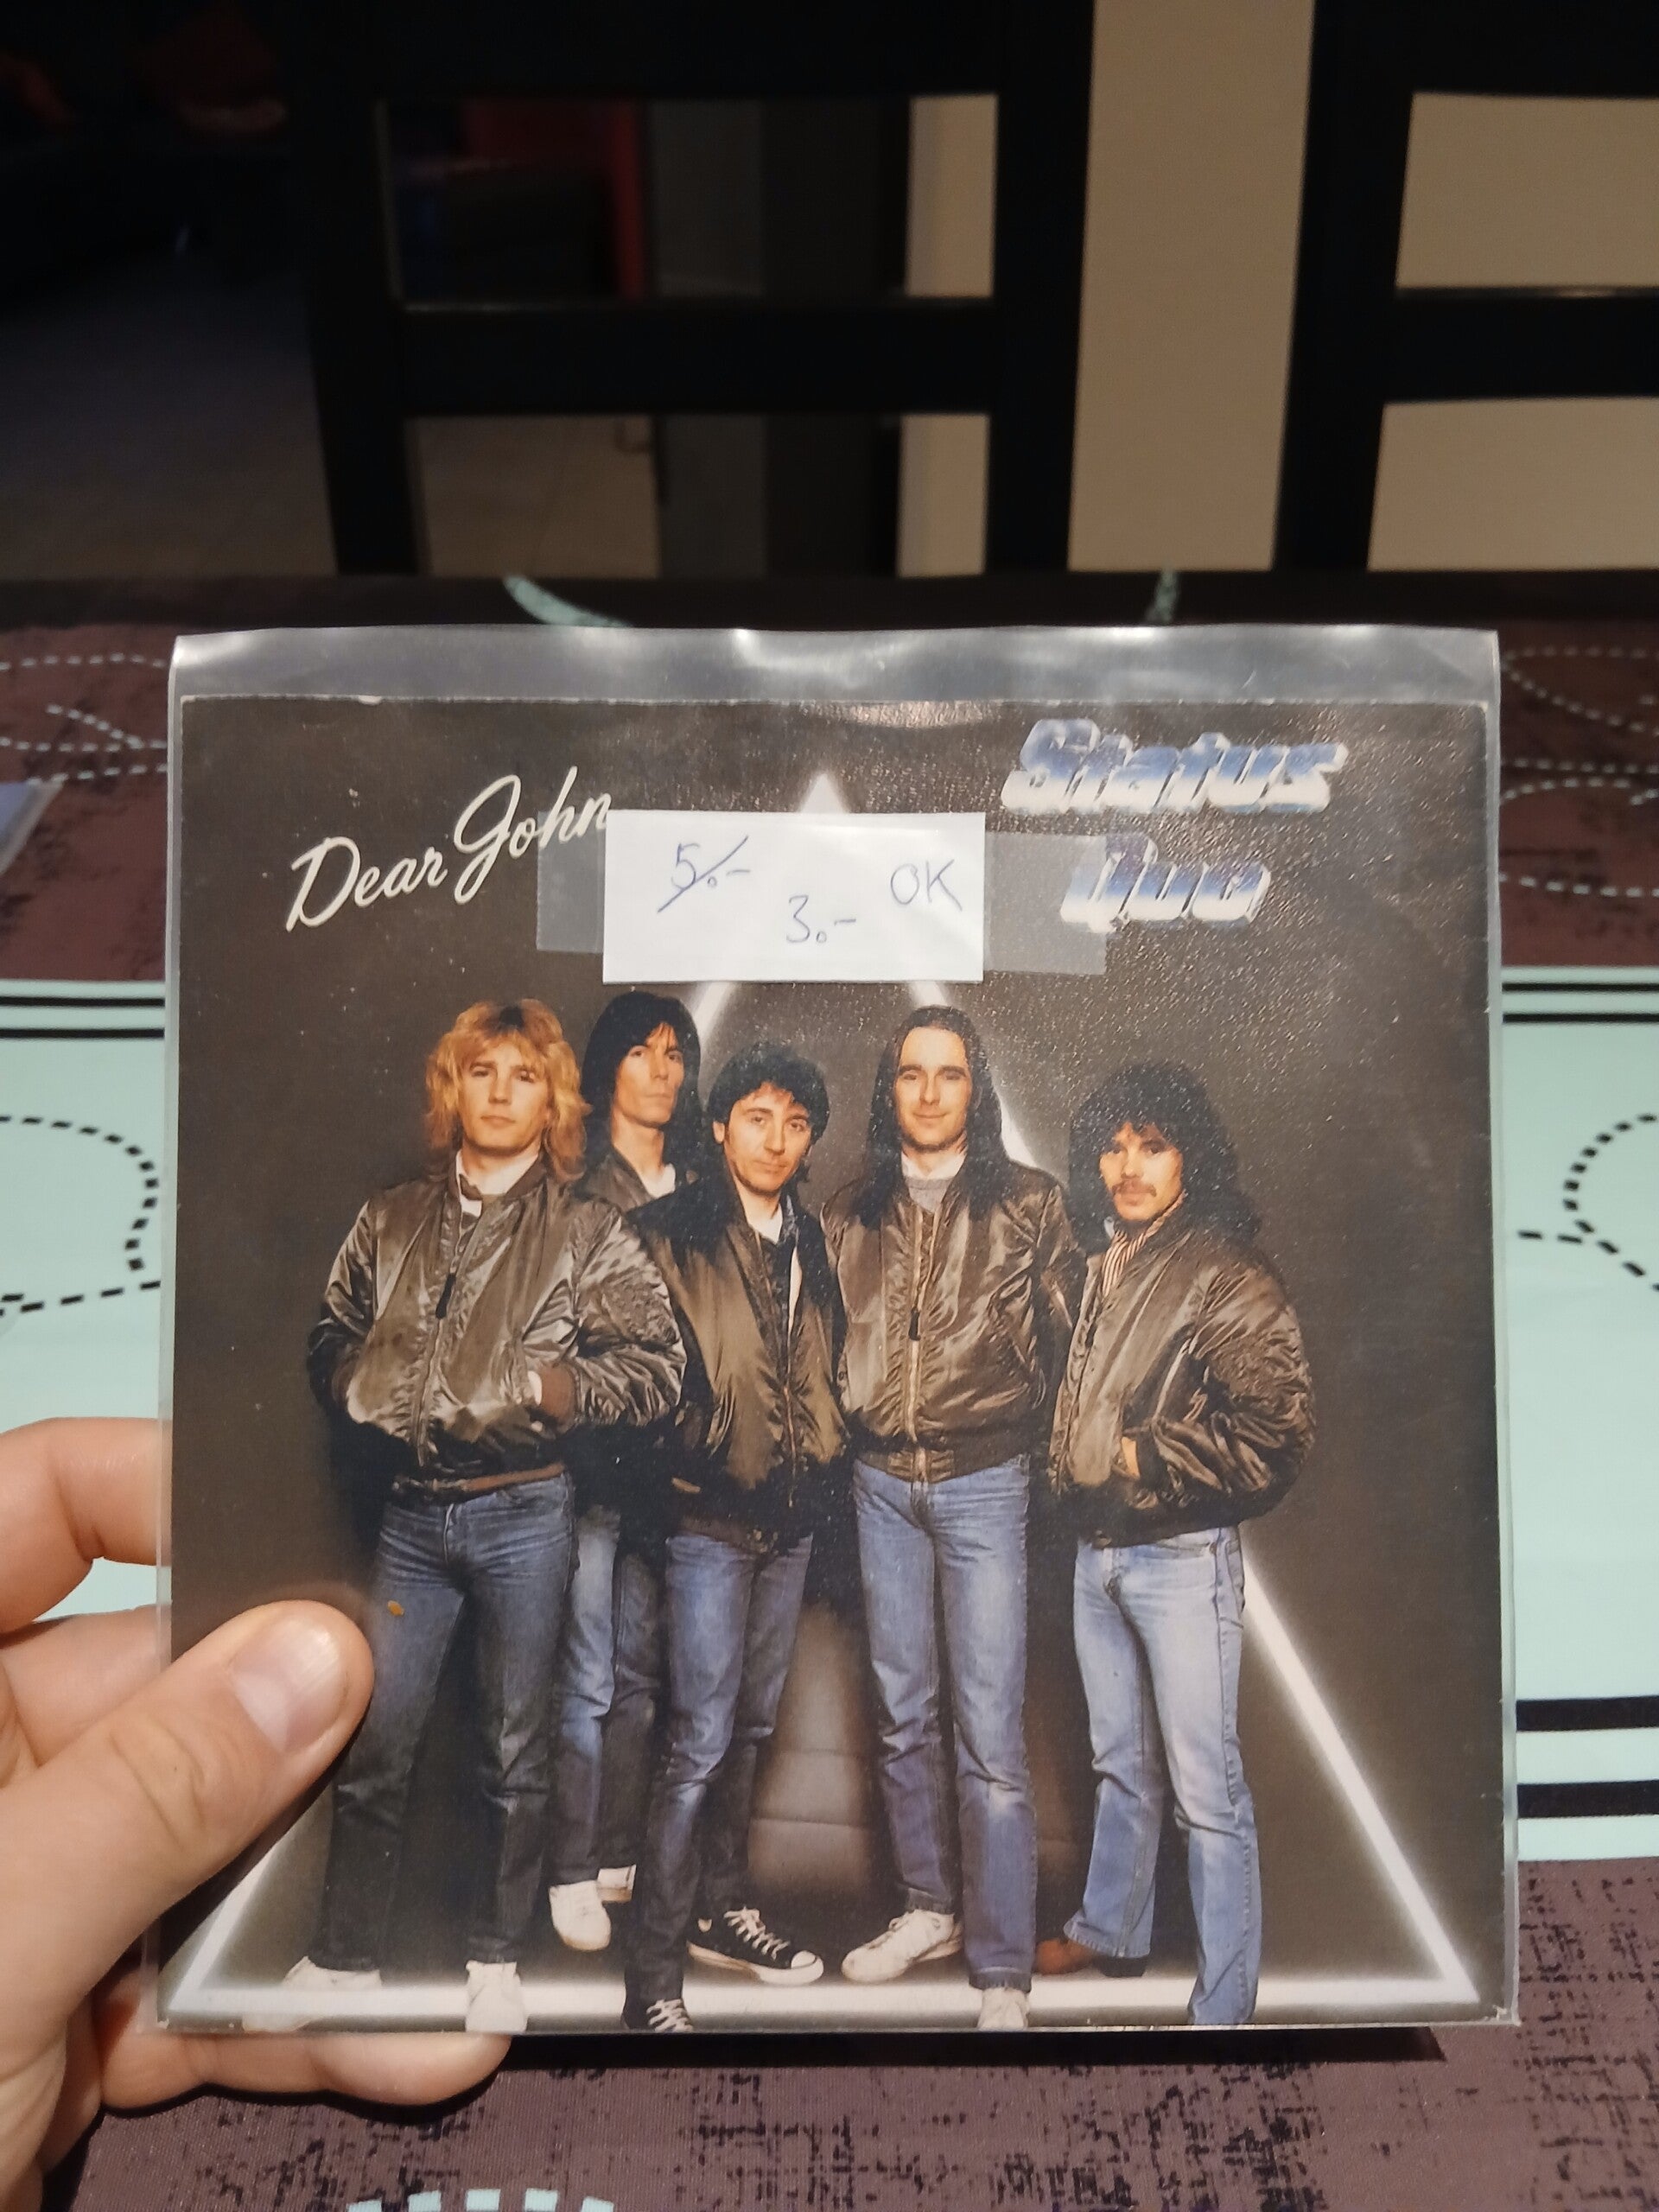 Dear John
Status
Quo
5.- OK
3.-